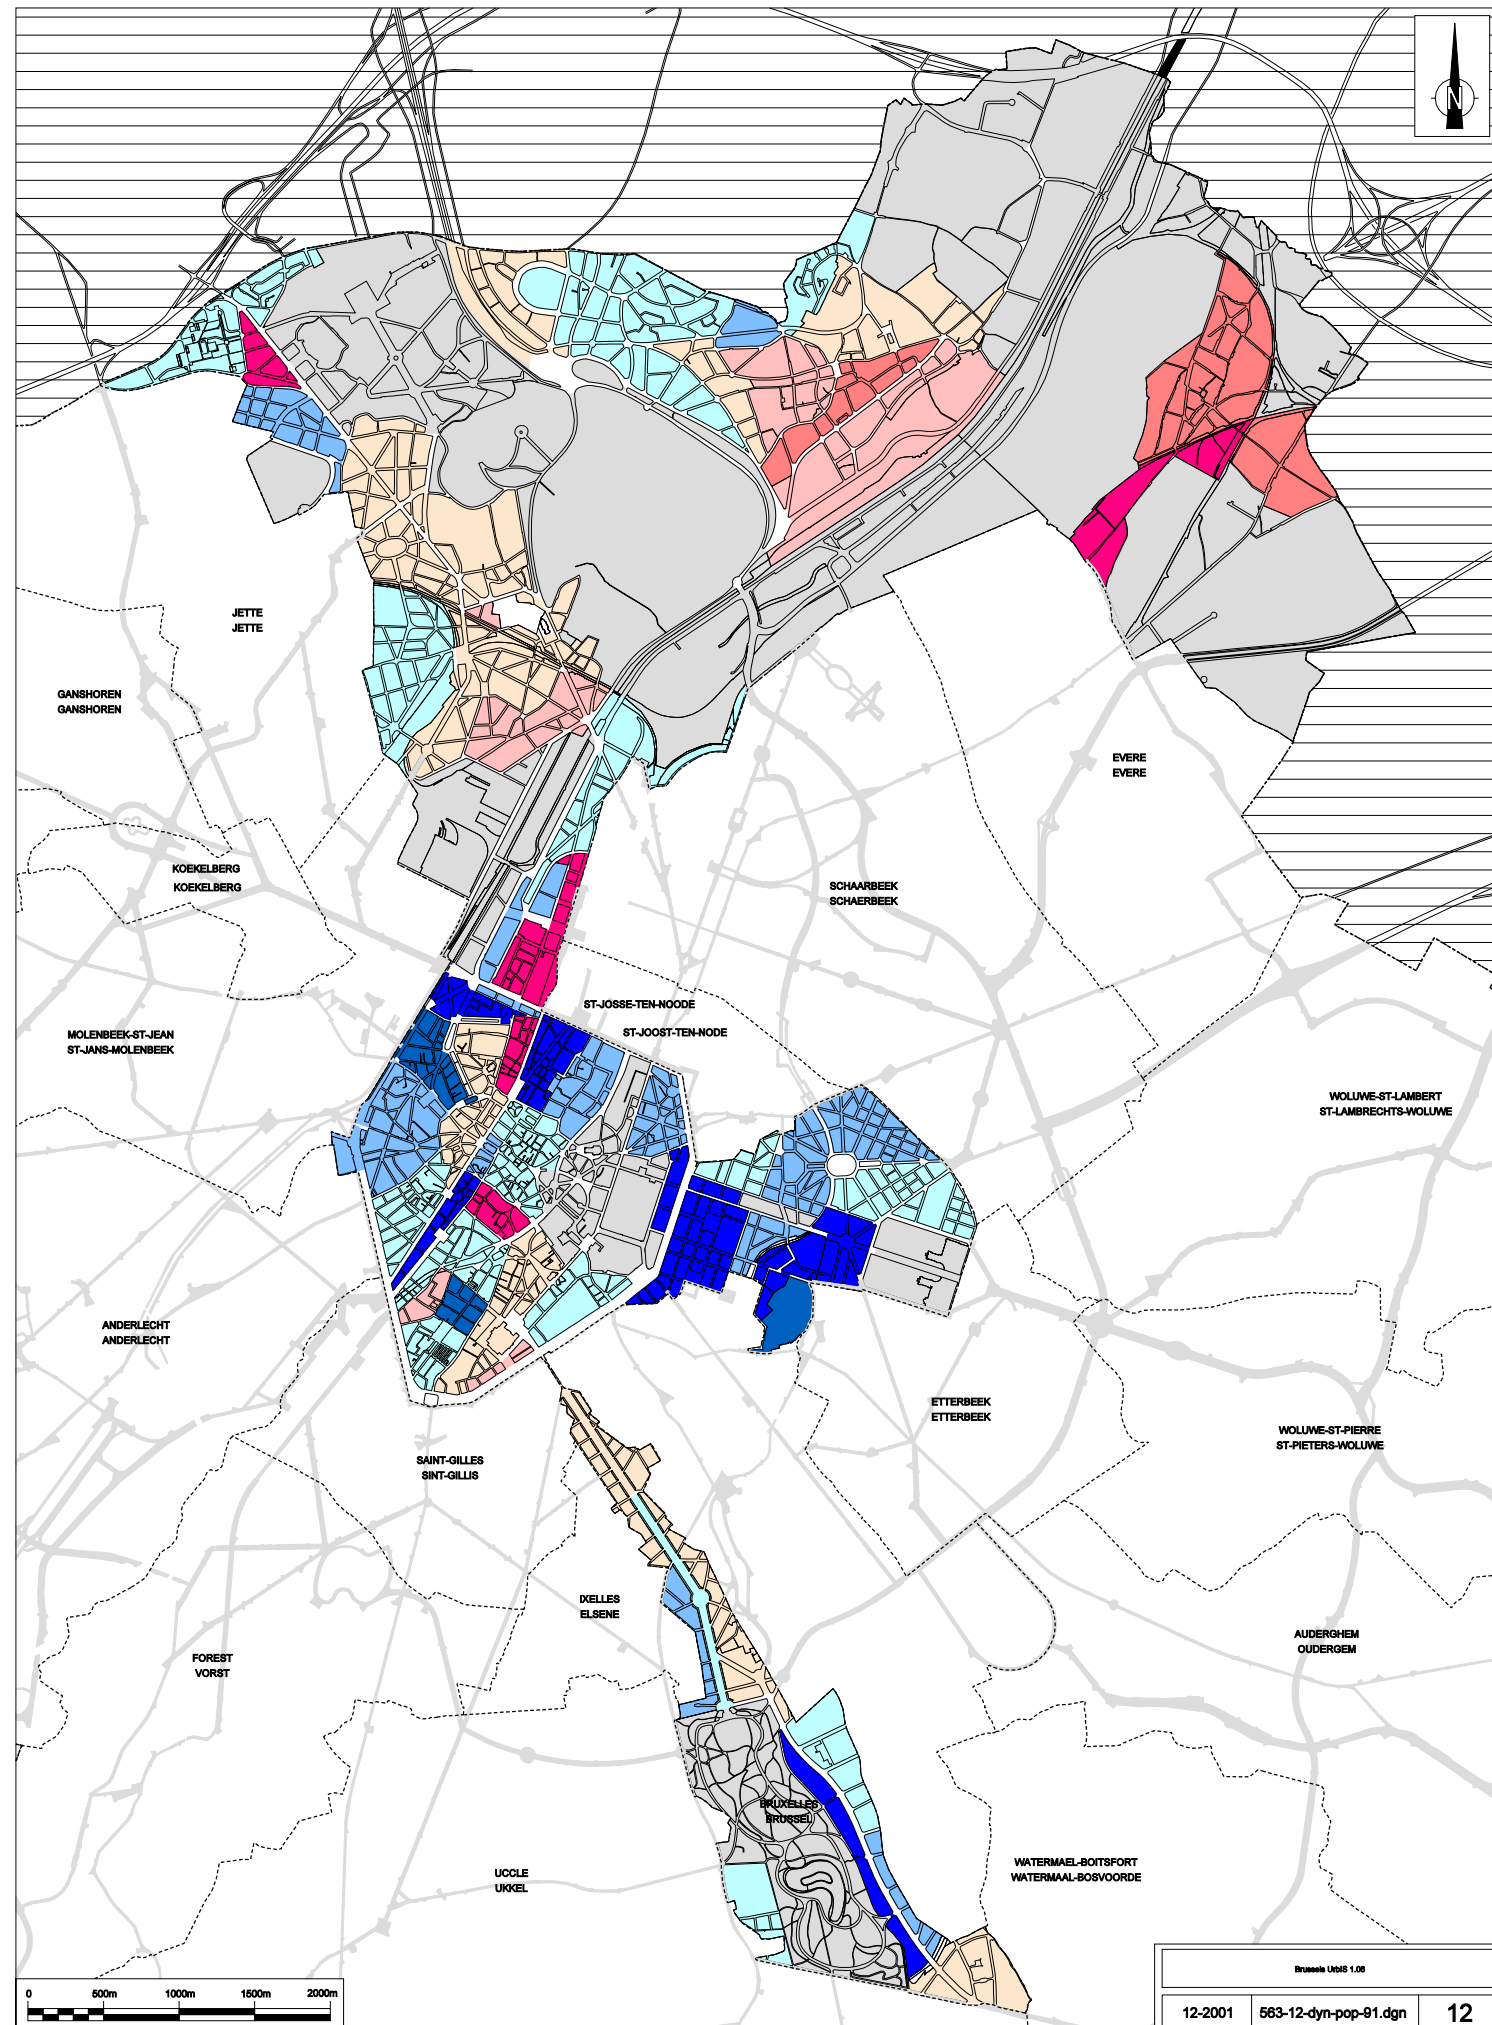 N
JETTE
JETTE
GANSHOREN
GANSHOREN
EVERE
EVERE
KOEKELBERG
KOEKELBERG
SCHAARBEEK
SCHAERBEEK
ST-JOSSE-TEN-NOODE
ST-JOOST-TEN-NODE
MOLENBEEK-ST-JEAN
ST-JANS-MOLENBEEK
WOLUWE-ST-LAMBERT
ST-LAMBRECHTS-WOLUWE
ANDERLECHT
ANDERLECHT
ETTERBEEK
ETTERBEEK
WOLUWE-ST-PIERRE
ST-PIETERS-WOLUWE
SAINT-GILLES
SINT-GILLIS
IXELLES
ELSENE
AUDERGHEM
OUDERGEM
FOREST
VORST
BRUXELLES
BRUSSEL
WATERMAEL-BOITSFORT
WATERMAAL-BOSVOORDE
UCCLE
UKKEL
0 500m 1000m 1500m 2000m
Brussels UrbIS 1.08
12-2001 563-12-dyn-pop-91.dgn 12